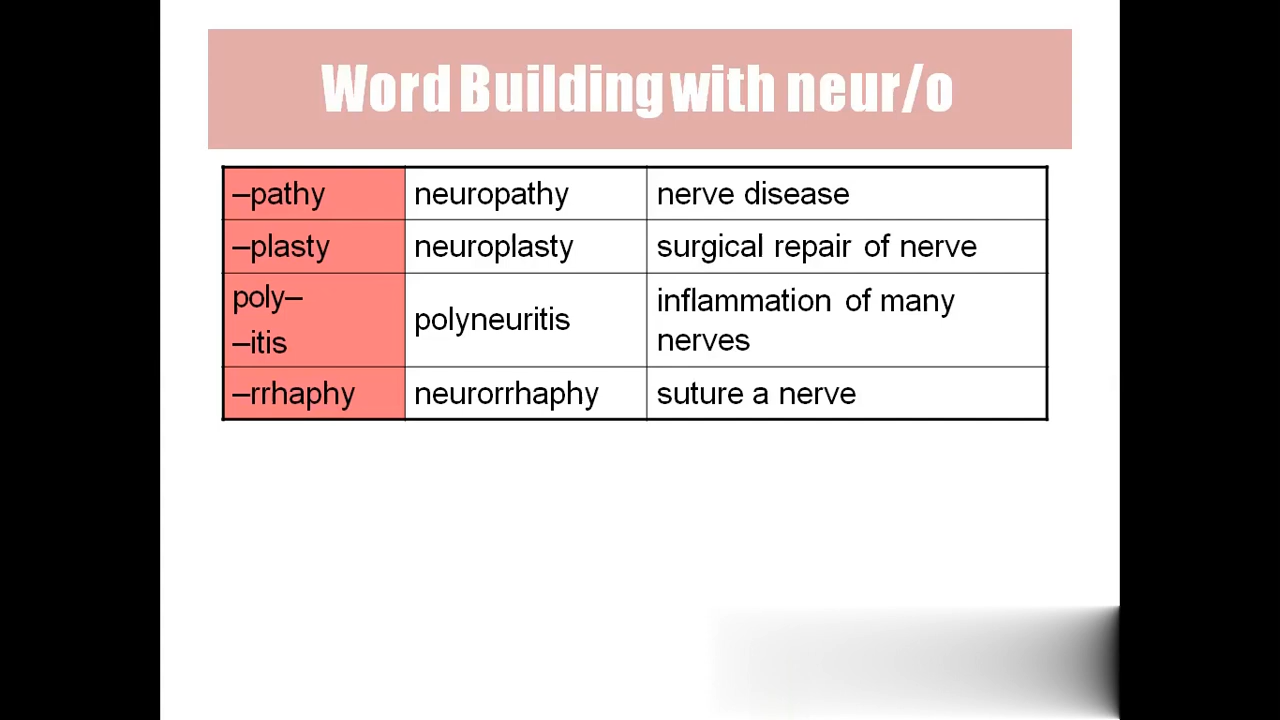 Word Building with neur/o
–pathy neuropathy nerve disease
–plasty neuroplasty surgical repair of nerve
poly–
–itis
polyneuritis
inflammation of many
nerves
–rrhaphy neurorrhaphy suture a nerve